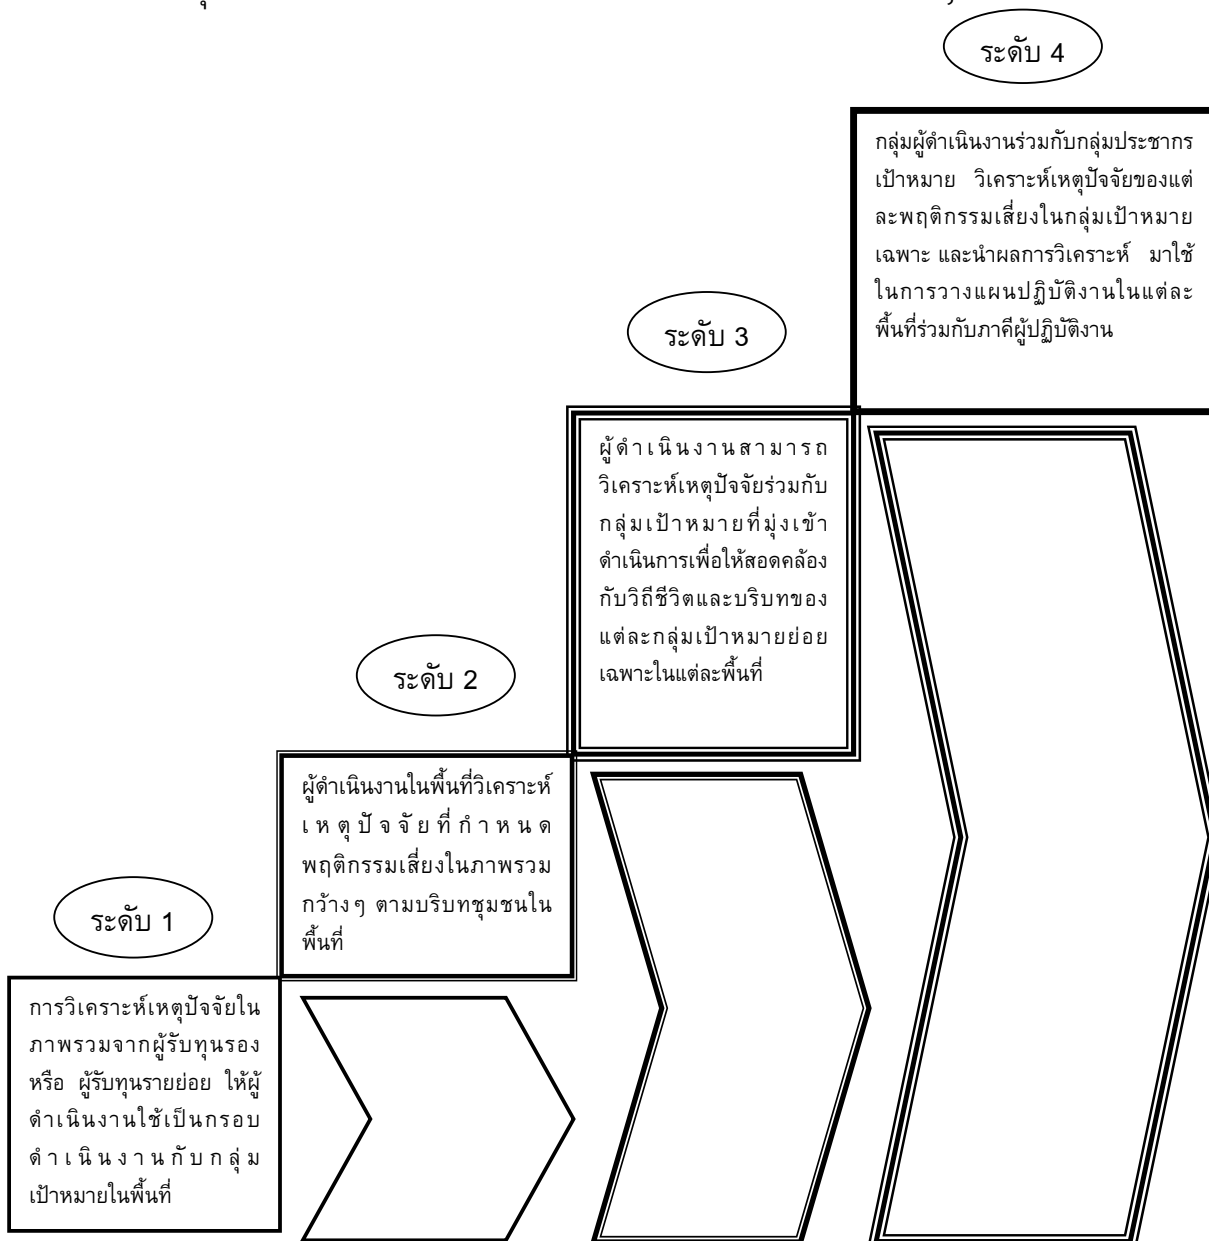 ระดับ 4
กลุ่มผู้ดำเนินงานร่วมกับกลุ่มประชากร
เป้าหมาย วิเคราะห์เหตุปัจจัยของแต่
ละพฤติกรรมเสี่ยงในกลุ่มเป้าหมาย
เฉพาะ และนำผลการวิเคราะห์ มาใช้
ในการวางแผนปฏิบัติงานในแต่ละ
พื้นที่ร่วมกับภาคีผู้ปฏิบัติงาน
ระดับ 3
ผู้ดำเนินงานสามารถ
วิเคราะห์เหตุปัจจัยร่วมกับ
กลุ่มเป้าหมายที่มุ่งเข้า
ดำเนินการเพื่อให้สอดคล้อง
กับวิถีชีวิตและบริบทของ
แต่ละกลุ่มเป้าหมายย่อย
เฉพาะในแต่ละพื้นที่
ระดับ 2
ผู้ดำเนินงานในพื้นที่วิเคราะห์
เหตุปัจจัยที่กำหนด
พฤติกรรมเสี่ยงในภาพรวม
กว้างๆ ตามบริบทชุมชนใน
พื้นที่
ระดับ 1
การวิเคราะห์เหตุปัจจัยใน
ภาพรวมจากผู้รับทุนรอง
หรือ ผู้รับทุนรายย่อย ให้ผู้
ดำเนินงานใช้เป็นกรอบ
ดำเนินงานกับกลุ่ม
เป้าหมายในพื้นที่